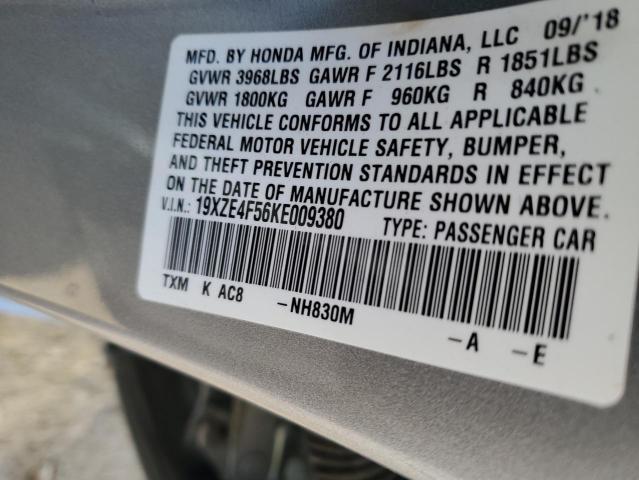 MFD. BY HONDA MFG. OF INDIANA, LLC 09/'18
GVWR 3968LBS GAWR F 2116LBS R 1851LBS
GVWR 1800KG GAWR F 960KG R 840KG
THIS VEHICLE CONFORMS TO ALL APPLICABLE
FEDERAL MOTOR VEHICLE SAFETY, BUMPER,
AND THEFT PREVENTION STANDARDS IN EFFECT
ON THE DATE OF MANUFACTURE SHOWN ABOVE.
V.I.N.: 19XZE4F56KE009380 TYPE: PASSENGER CAR
TXM K AC8 -NH830M -A -E